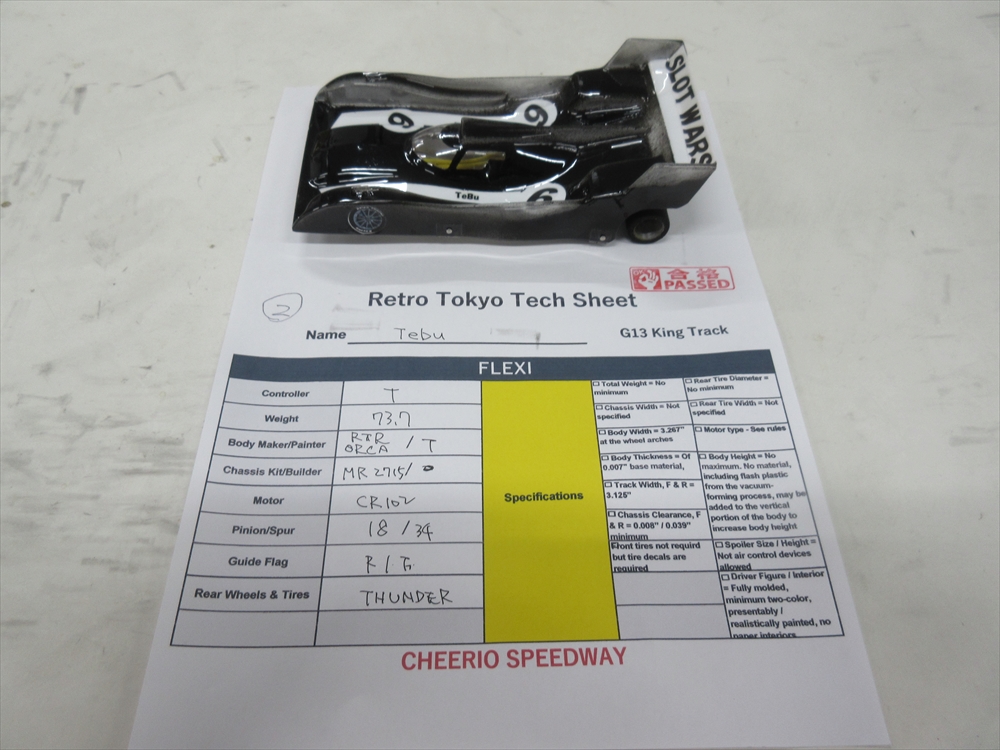 SLOT WARS
6
6
TeBu
6
合格
PASSED
2
Retro Tokyo Tech Sheet
Name Tebu
G13 King Track
FLEXI
Controller T
Weight 73.7
Body Maker/Painter RTR ORCA / T
Chassis Kit/Builder MR 2715/
Motor CR102
Pinion/Spur 18 / 34
Guide Flag R.I.F.
Rear Wheels & Tires THUNDER
Specifications
Total Weight = No
minimum
Chassis Width = Not
specified
Body Width = 3.267"
at the wheel arches
Body Thickness = Of
0.007" base material,
Track Width, F & R =
3.125"
Chassis Clearance, F
& R = 0.008" / 0.039"
minimum
Front tires not requird
but tire decals are
required
Rear Tire Diameter =
No minimum
Rear Tire Width = Not
specified
Motor type - See rules
Body Height = No
maximum. No material,
including flash plastic
from the vacuum-
forming process, may be
added to the vertical
portion of the body to
increase body height
Spoiler Size / Height =
Not air control devices
allowed
Driver Figure / Interior
= Fully molded,
minimum two-color,
presentably /
realistically painted, no
paper interiors
CHEERIO SPEEDWAY